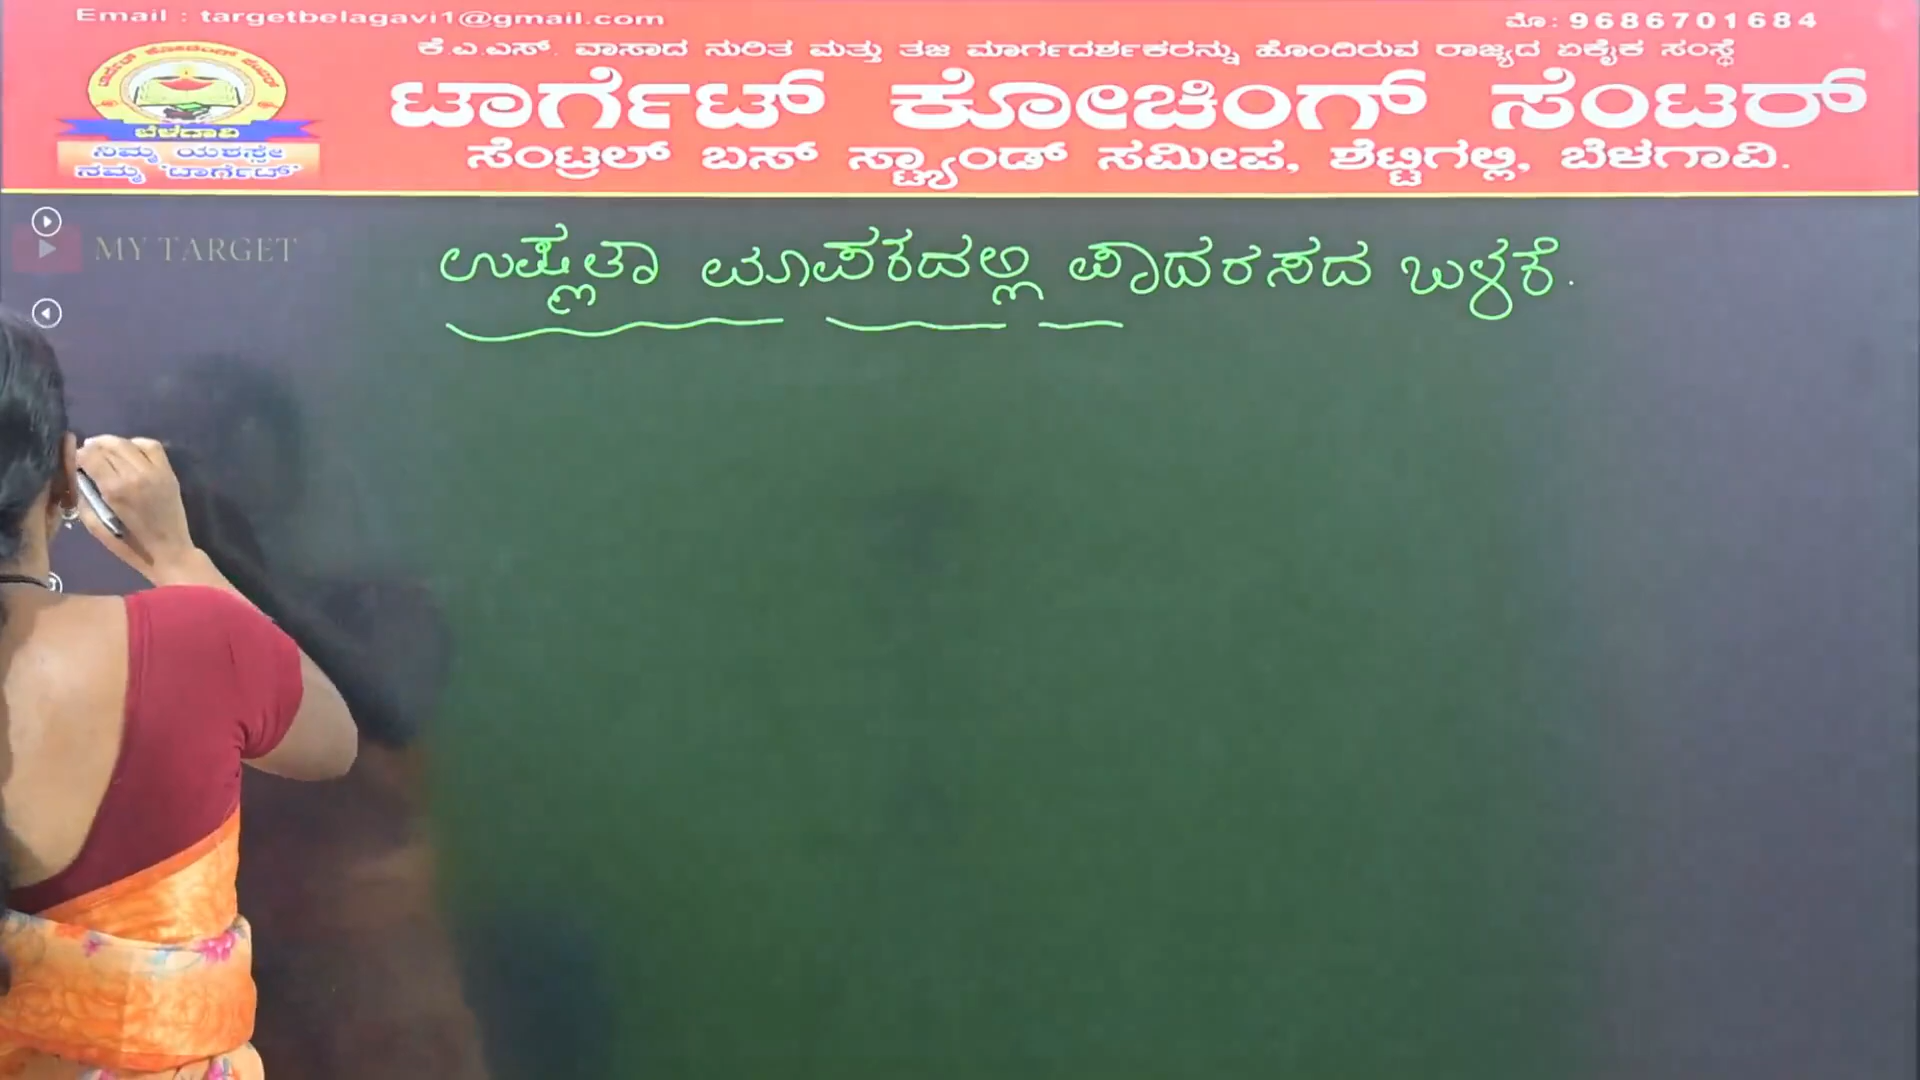 Email : targetbelagavi1@gmail.com
ಮೊ: 9686701684
ಕೆ.ಎ.ಎಸ್. ಪಾಸಾದ ನುರಿತ ಮತ್ತು ತಜ್ಞ ಮಾರ್ಗದರ್ಶಕರನ್ನು ಹೊಂದಿರುವ ರಾಜ್ಯದ ಏಕೈಕ ಸಂಸ್ಥೆ
ಟಾರ್ಗೆಟ್ ಕೋಚಿಂಗ್ ಸೆಂಟರ್
ಸೆಂಟ್ರಲ್ ಬಸ್ ಸ್ಟ್ಯಾಂಡ್ ಸಮೀಪ, ಶೆಟ್ಟಿಗಲ್ಲಿ, ಬೆಳಗಾವಿ.
ಬೆಳಗಾವಿ
ನಿಮ್ಮ ಯಶಸ್ಸೇ
ನಮ್ಮ 'ಟಾರ್ಗೆಟ್'
MY TARGET
ಉಷ್ಣತಾ ಮಾಪಕದಲ್ಲಿ ಪಾದರಸದ ಬಳಕೆ.